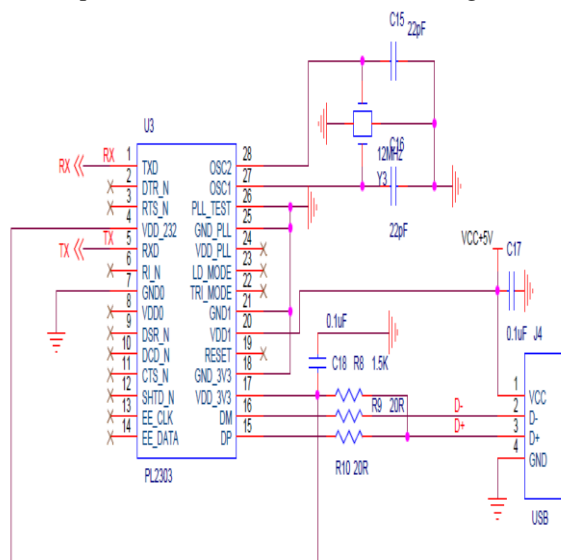 C15
22pF
U3
RX
RX
1
TXD
OSC2
28
C16
12MHZ
Y3
22pF
2
DTR_N
OSC1
27
3
RTS_N
PLL_TEST
26
4
VDD_232
GND_PLL
25
TX
TX
5
RXD
VDD_PLL
24
6
RI_N
LD_MODE
23
7
GND0
TRI_MODE
22
8
VDD0
GND1
21
9
DSR_N
VDD1
20
10
DCD_N
RESET
19
11
CTS_N
GND_3V3
18
12
SHTD_N
VDD_3V3
17
13
EE_CLK
DM
16
14
EE_DATA
DP
15
PL2303
VCC+5V
C17
0.1uF
0.1uF
J4
C18
R8
1.5K
R9
20R
R10 20R
D-
D+
1
VCC
2
D-
3
D+
4
GND
USB